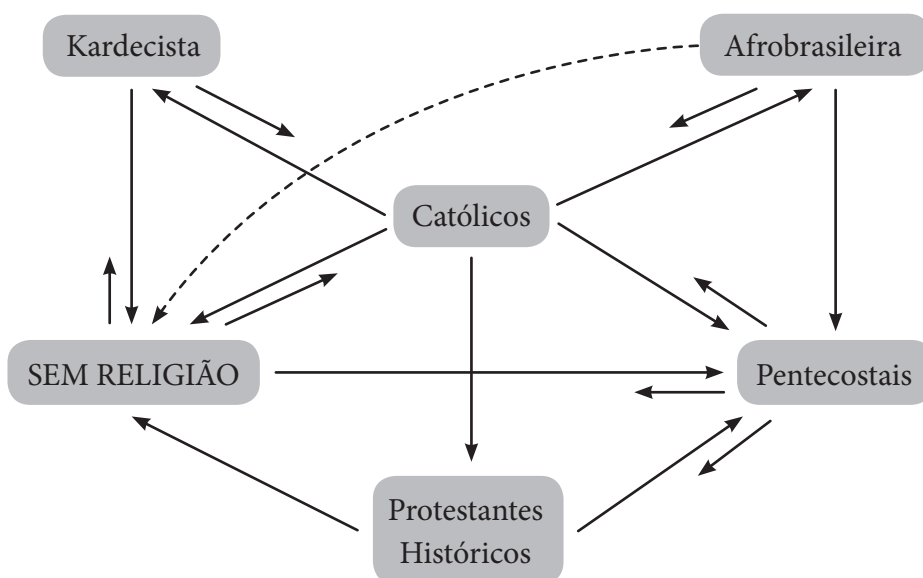 Kardecista
Afrobrasileira
Católicos
SEM RELIGIÃO
Pentecostais
Protestantes
Históricos